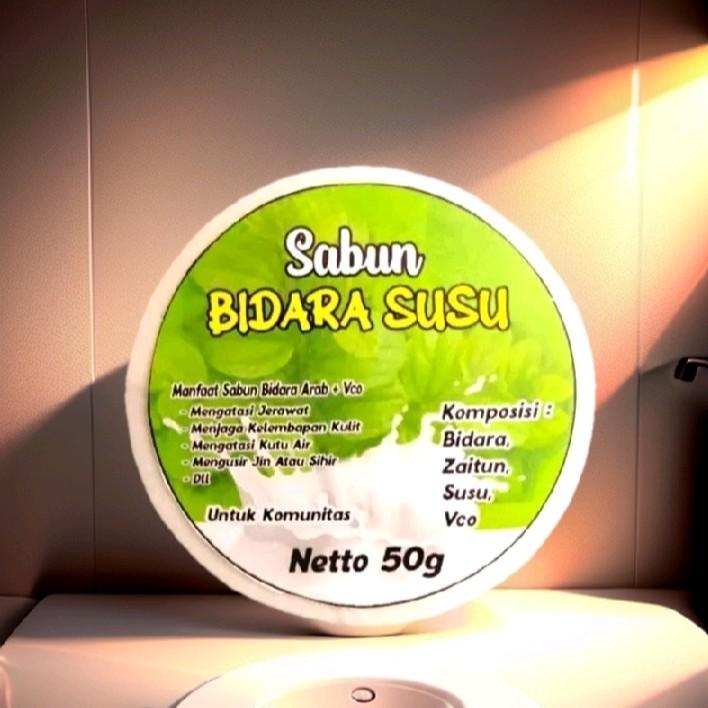 Sabun
BIDARA SUSU
Manfaat Sabun Bidara Arab + Vco
- Mengatasi Jerawat
- Menjaga Kelembapan Kulit
- Mengatasi Kutu Air
- Mengusir Jin Atau Sihir
- Dll
Untuk Komunitas
Komposisi :
Bidara,
Zaitun,
Susu,
Vco
Netto 50g